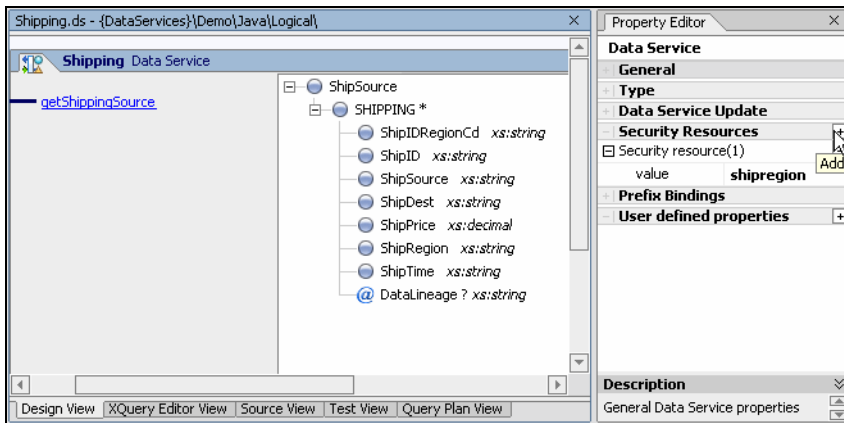 Shipping.ds - {DataServices}\Demo\Java\Logical\
Shipping Data Service
getShippingSource
ShipSource
SHIPPING *
ShipIDRegionCd xs:string
ShipID xs:string
ShipSource xs:string
ShipDest xs:string
ShipPrice xs:decimal
ShipRegion xs:string
ShipTime xs:string
@ DataLineage ? xs:string
Design View XQuery Editor View Source View Test View Query Plan View
Property Editor
Data Service
General
Type
Data Service Update
Security Resources
Security resource(1)
Add
value shipregion
Prefix Bindings
User defined properties
Description
General Data Service properties